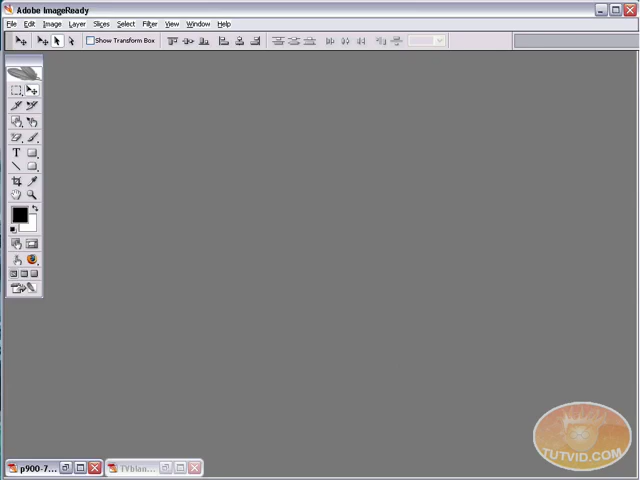 Adobe ImageReady
File Edit Image Layer Slices Select Filter View Window Help
Show Transform Box
T
p900-7...
TVblan...
TUTVID.COM